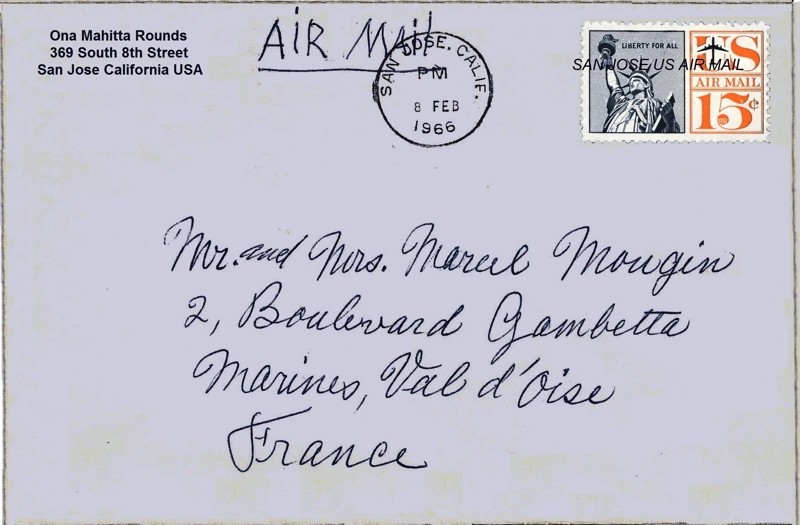 Ona Mahitta Rounds
369 South 8th Street
San Jose California USA
AIR MAIL
SAN JOSE. CALIF.
PM
8 FEB
1966
LIBERTY FOR ALL
US
SAN JOSE US AIR MAIL
AIR MAIL
15¢
Mr. and Mrs. Marcel Mougin
2, Boulevard Gambetta
Marines, Val d'Oise
France